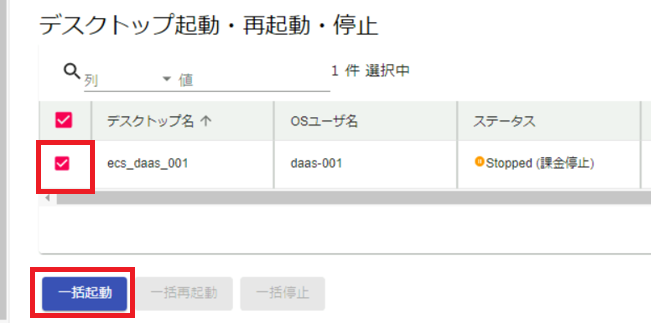 デスクトップ起動・再起動・停止
列 値 1 件 選択中
デスクトップ名 ↑ OSユーザ名 ステータス
ecs_daas_001 daas-001 Stopped (課金停止)
一括起動 一括再起動 一括停止